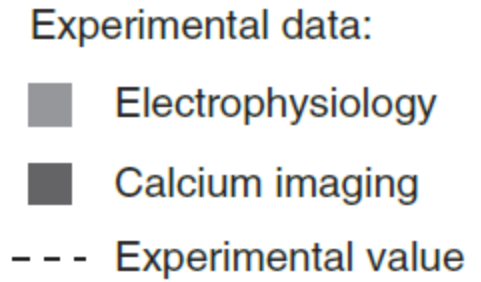 Experimental data:
Electrophysiology
Calcium imaging
Experimental value